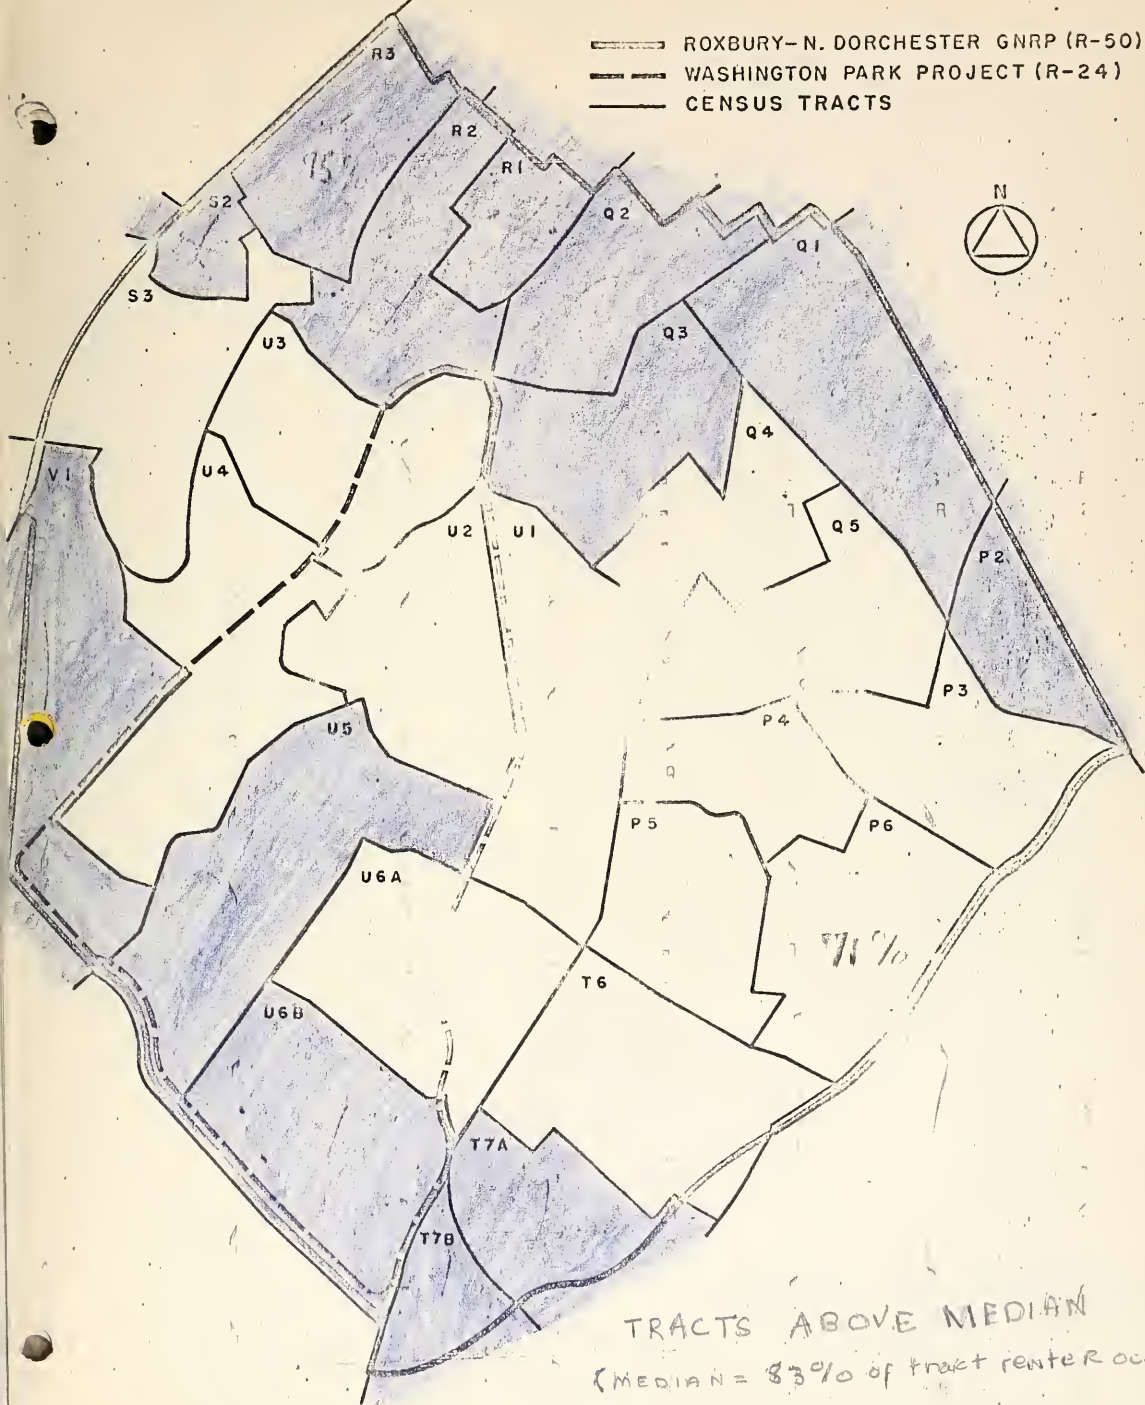 ROXBURY-N. DORCHESTER GNRP (R-50)
WASHINGTON PARK PROJECT (R-24)
CENSUS TRACTS
N
R3
R2
R1
75%
S2
Q2
Q1
S3
U3
Q3
Q4
V1
U4
U2
U1
Q5
P2
P3
P4
U5
P5
P6
U6A
71%
T6
U6B
T7A
T7B
TRACTS ABOVE MEDIAN
(MEDIAN = 83% of tract renter oc